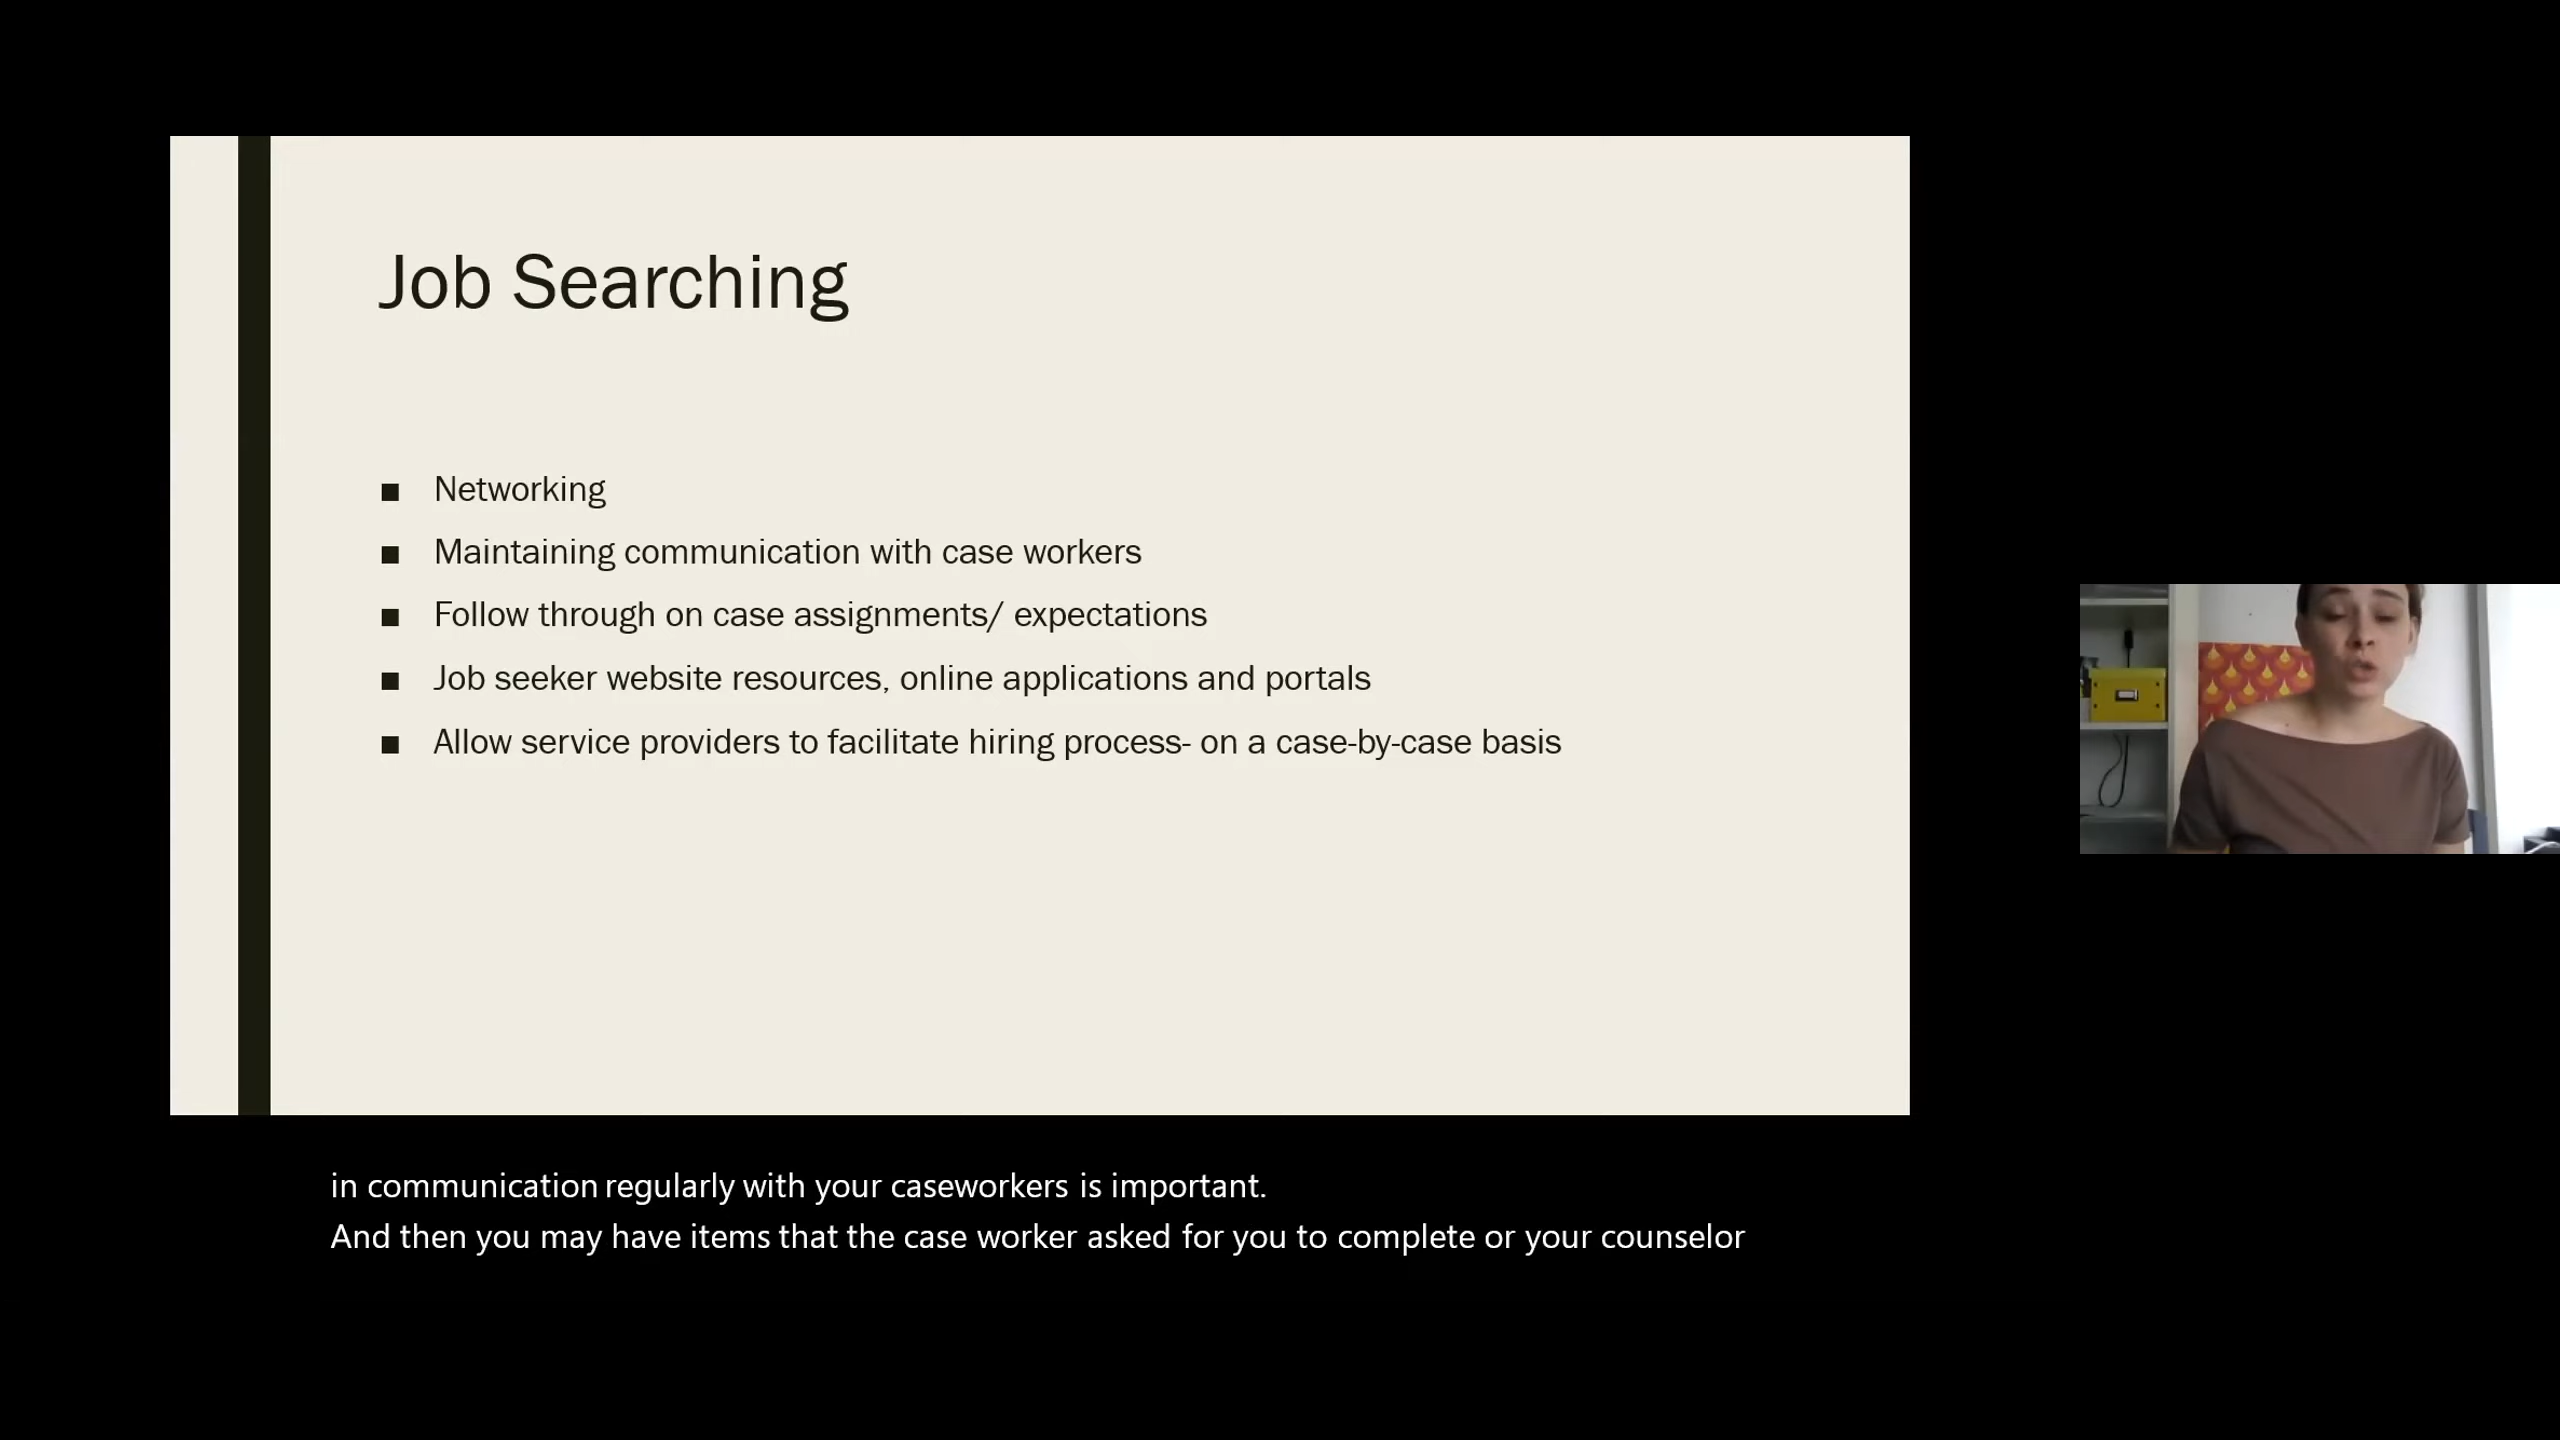 Job Searching
Networking
Maintaining communication with case workers
Follow through on case assignments/ expectations
Job seeker website resources, online applications and portals
Allow service providers to facilitate hiring process- on a case-by-case basis
in communication regularly with your caseworkers is important.
And then you may have items that the case worker asked for you to complete or your counselor